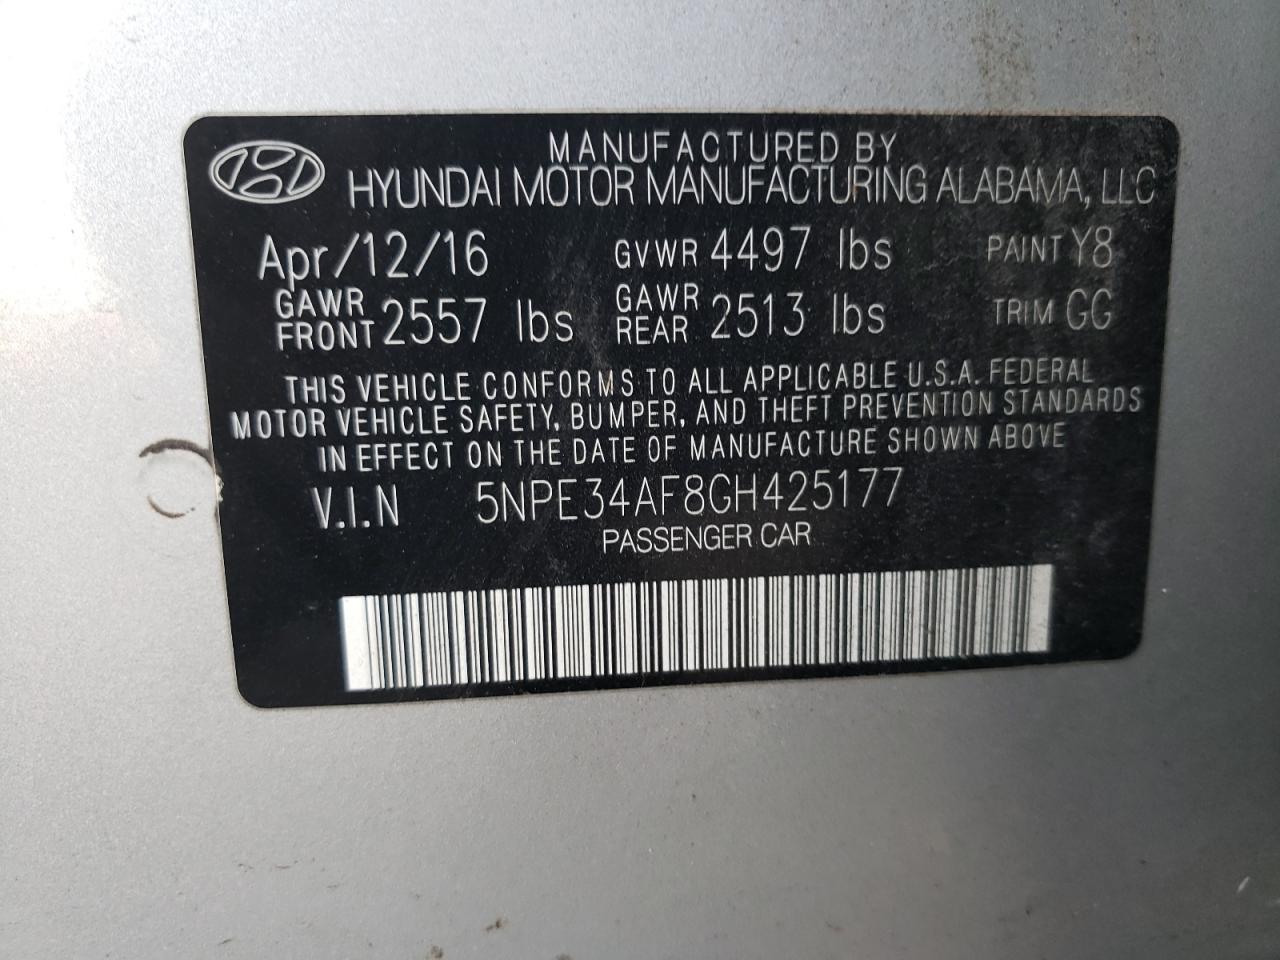 MANUFACTURED BY
HYUNDAI MOTOR MANUFACTURING ALABAMA, LLC
Apr/12/16 GVWR 4497 lbs PAINT Y8
GAWR FRONT 2557 lbs GAWR REAR 2513 lbs TRIM GG
THIS VEHICLE CONFORMS TO ALL APPLICABLE U.S.A. FEDERAL
MOTOR VEHICLE SAFETY, BUMPER, AND THEFT PREVENTION STANDARDS
IN EFFECT ON THE DATE OF MANUFACTURE SHOWN ABOVE
V.I.N 5NPE34AF8GH425177
PASSENGER CAR